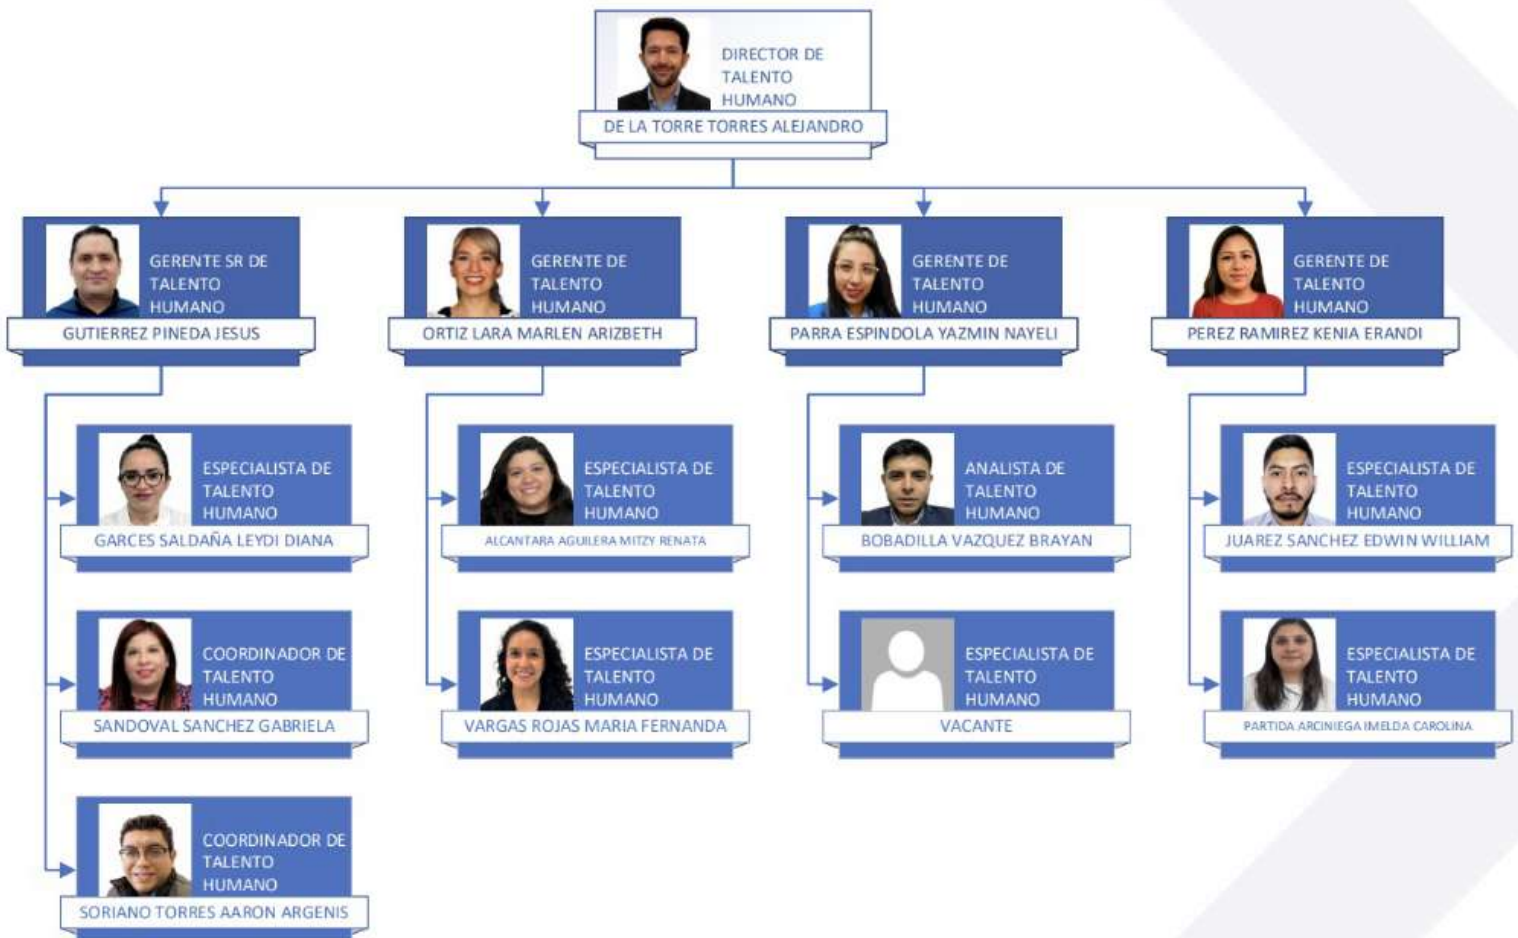 DIRECTOR DE
TALENTO
HUMANO
DE LA TORRE TORRES ALEJANDRO
GERENTE SR DE
TALENTO
HUMANO
GUTIERREZ PINEDA JESUS
GERENTE DE
TALENTO
HUMANO
ORTIZ LARA MARLEN ARIZBETH
GERENTE DE
TALENTO
HUMANO
PARRA ESPINDOLA YAZMIN NAYELI
GERENTE DE
TALENTO
HUMANO
PEREZ RAMIREZ KENIA ERANDI
ESPECIALISTA DE
TALENTO
HUMANO
GARCES SALDAÑA LEYDI DIANA
ESPECIALISTA DE
TALENTO
HUMANO
ALCANTARA AGUILERA MITZY RENATA
ANALISTA DE
TALENTO
HUMANO
BOBADILLA VAZQUEZ BRAYAN
ESPECIALISTA DE
TALENTO
HUMANO
JUAREZ SANCHEZ EDWIN WILLIAM
COORDINADOR DE
TALENTO
HUMANO
SANDOVAL SANCHEZ GABRIELA
ESPECIALISTA DE
TALENTO
HUMANO
VARGAS ROJAS MARIA FERNANDA
ESPECIALISTA DE
TALENTO
HUMANO
VACANTE
ESPECIALISTA DE
TALENTO
HUMANO
PARTIDA ARCINIEGA IMELDA CAROLINA
COORDINADOR DE
TALENTO
HUMANO
SORIANO TORRES AARON ARGENIS